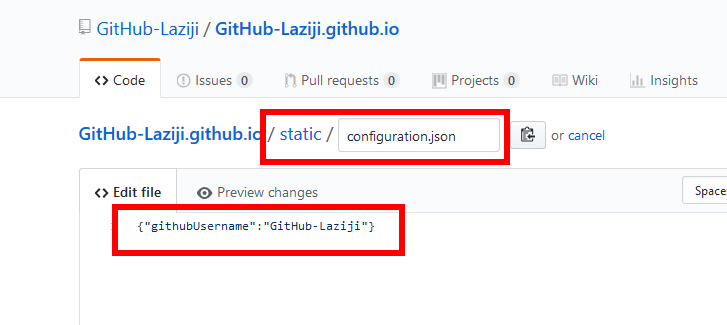 GitHub-Laziji / GitHub-Laziji.github.io
Code Issues 0 Pull requests 0 Projects 0 Wiki Insights
GitHub-Laziji.github.io / static / configuration.json or cancel
Edit file Preview changes Space
{"githubUsername":"GitHub-Laziji"}